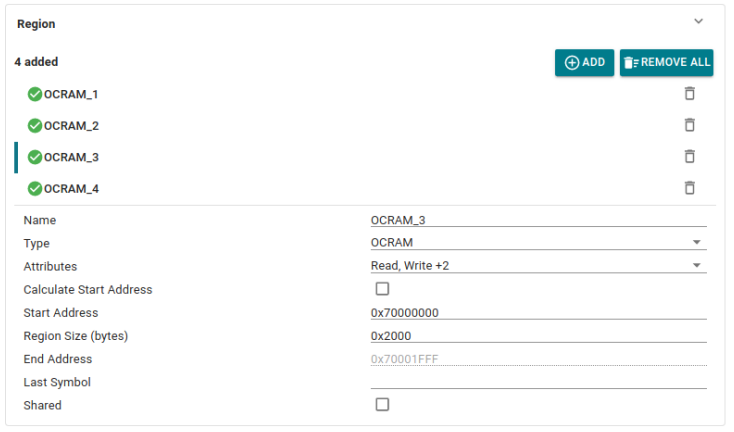 Region
4 added
ADD
REMOVE ALL
OCRAM_1
OCRAM_2
OCRAM_3
OCRAM_4
Name OCRAM_3
Type OCRAM
Attributes Read, Write +2
Calculate Start Address
Start Address 0x70000000
Region Size (bytes) 0x2000
End Address 0x70001FFF
Last Symbol
Shared